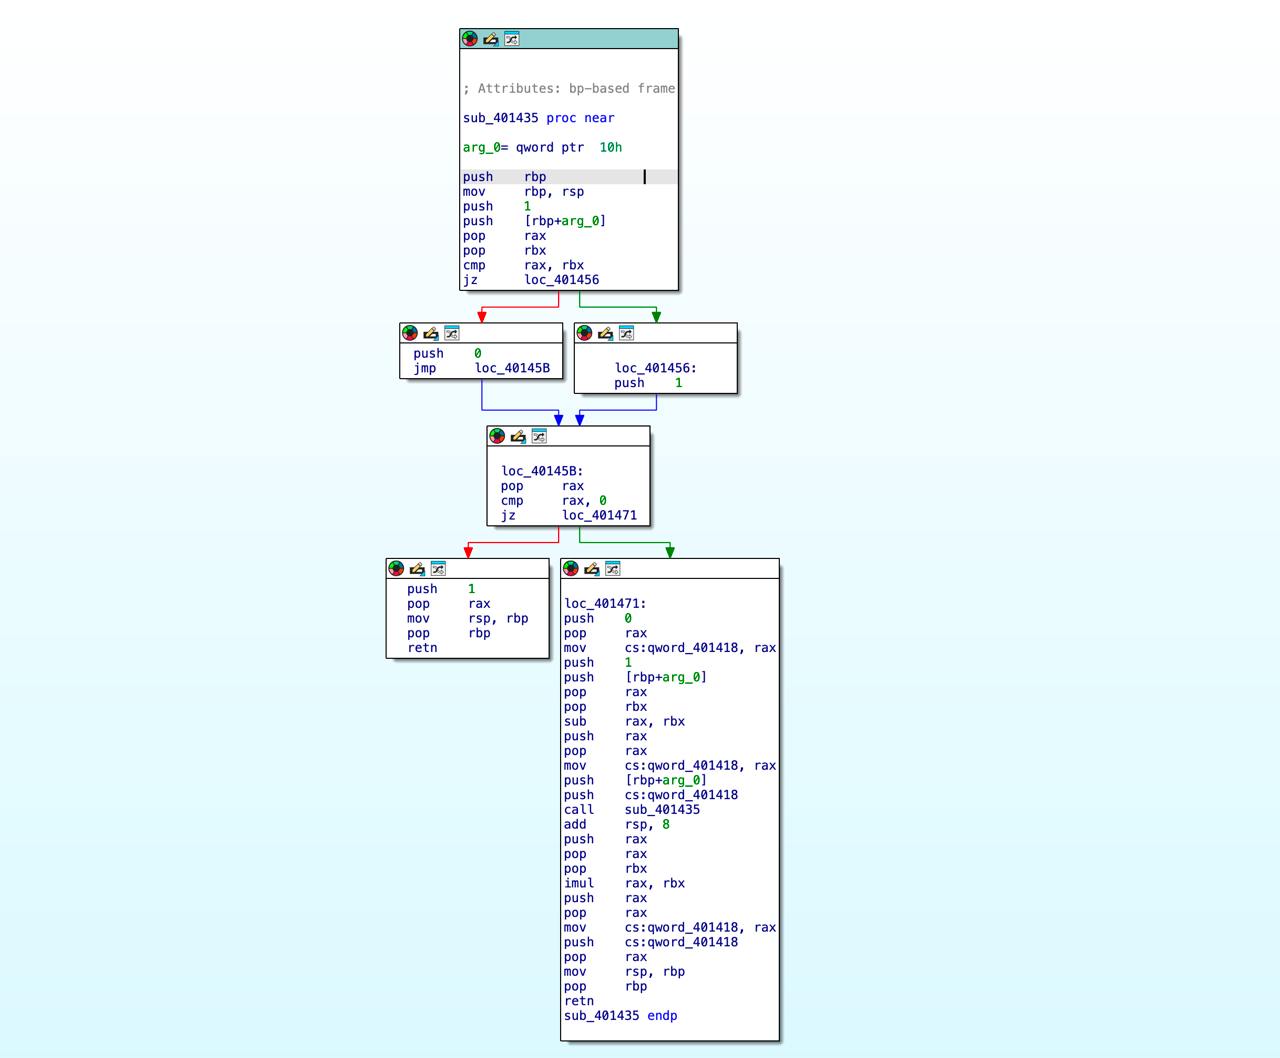 ; Attributes: bp-based frame
sub_401435 proc near
arg_0= qword ptr  10h
push    rbp
mov     rbp, rsp
push    1
push    [rbp+arg_0]
pop     rax
pop     rbx
cmp     rax, rbx
jz      loc_401456
push    0
jmp     loc_40145B
loc_401456:
push    1
loc_40145B:
pop     rax
cmp     rax, 0
jz      loc_401471
push    1
pop     rax
mov     rsp, rbp
pop     rbp
retn
loc_401471:
push    0
pop     rax
mov     cs:qword_401418, rax
push    1
push    [rbp+arg_0]
pop     rax
pop     rbx
sub     rax, rbx
push    rax
pop     rax
mov     cs:qword_401418, rax
push    [rbp+arg_0]
push    cs:qword_401418
call    sub_401435
add     rsp, 8
push    rax
pop     rax
pop     rbx
imul    rax, rbx
push    rax
pop     rax
mov     cs:qword_401418, rax
push    cs:qword_401418
pop     rax
mov     rsp, rbp
pop     rbp
retn
sub_401435 endp